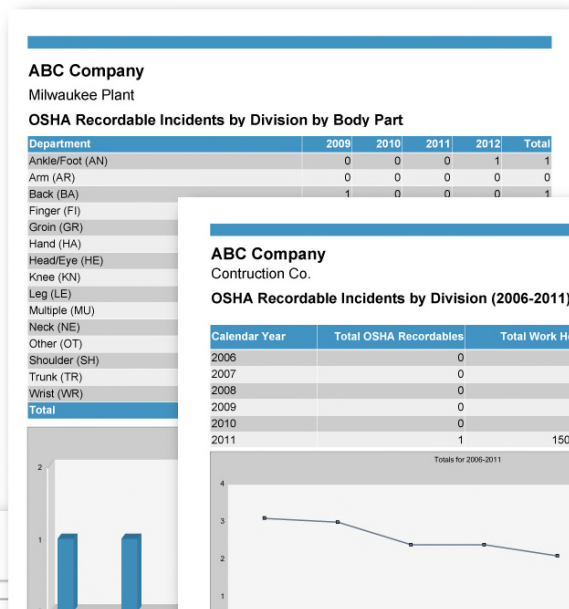 ABC Company
Milwaukee Plant
OSHA Recordable Incidents by Division by Body Part
Department 2009 2010 2011 2012 Total
Ankle/Foot (AN) 0 0 0 1 1
Arm (AR) 0 0 0 0 0
Back (BA) 1 0 0 0 1
Finger (FI)
Groin (GR)
Hand (HA)
Head/Eye (HE)
Knee (KN)
Leg (LE)
Multiple (MU)
Neck (NE)
Other (OT)
Shoulder (SH)
Trunk (TR)
Wrist (WR)
Total
2
1
ABC Company
Contruction Co.
OSHA Recordable Incidents by Division (2006-2011)
Calendar Year Total OSHA Recordables Total Work
2006 0
2007 0
2008 0
2009 0
2010 0
2011 1 150
Totals for 2006-2011
4
3
2
1